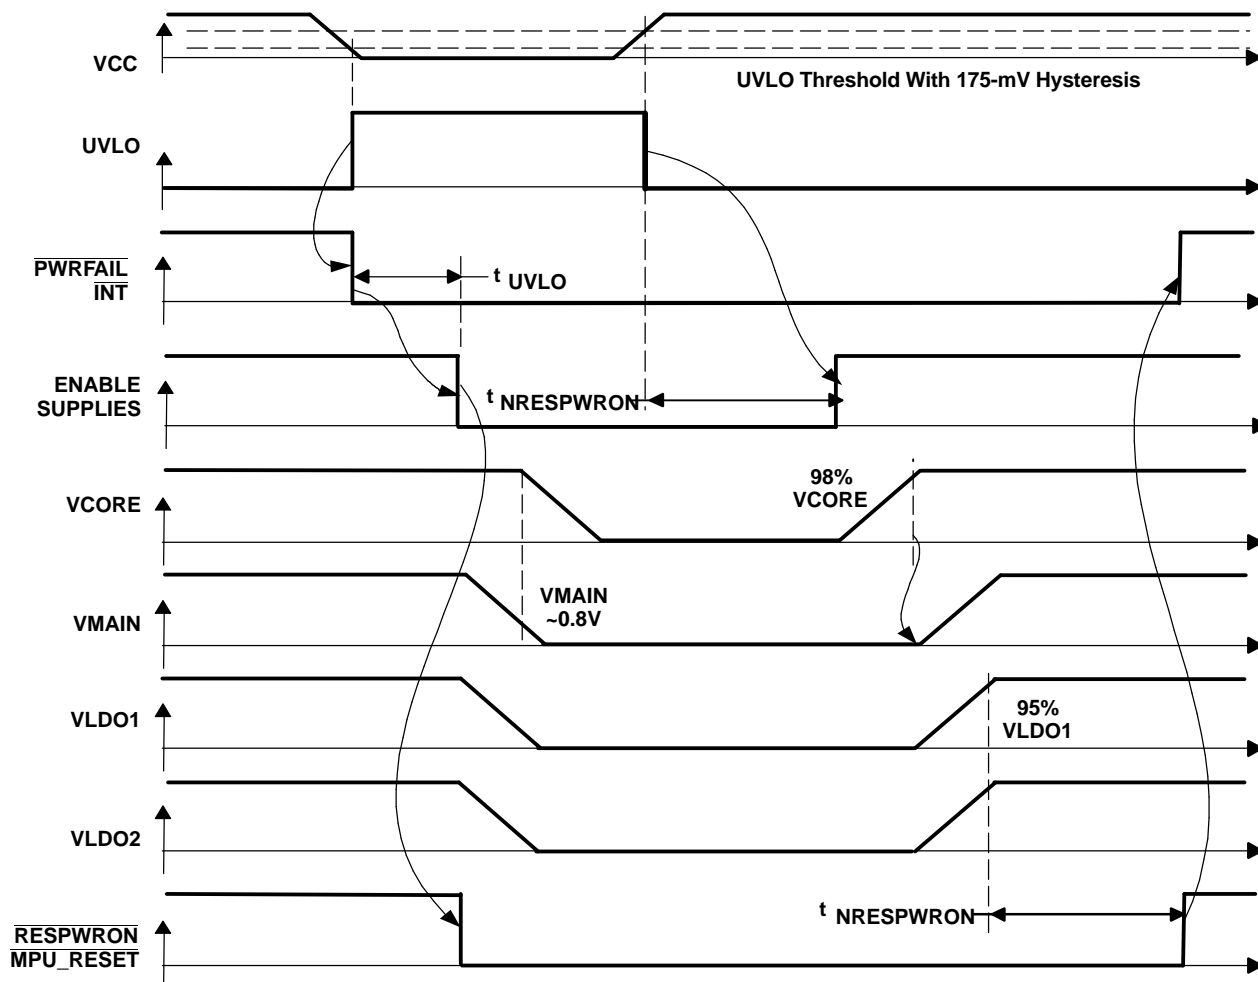 VCC
UVLO Threshold With 175-mV Hysteresis
UVLO
PWRFAIL
INT
t UVLO
ENABLE
SUPPLIES
t NRESPWRON
VCORE
98%
VCORE
VMAIN
VMAIN
~0.8V
VLDO1
95%
VLDO1
VLDO2
t NRESPWRON
RESPWRON
MPU_RESET